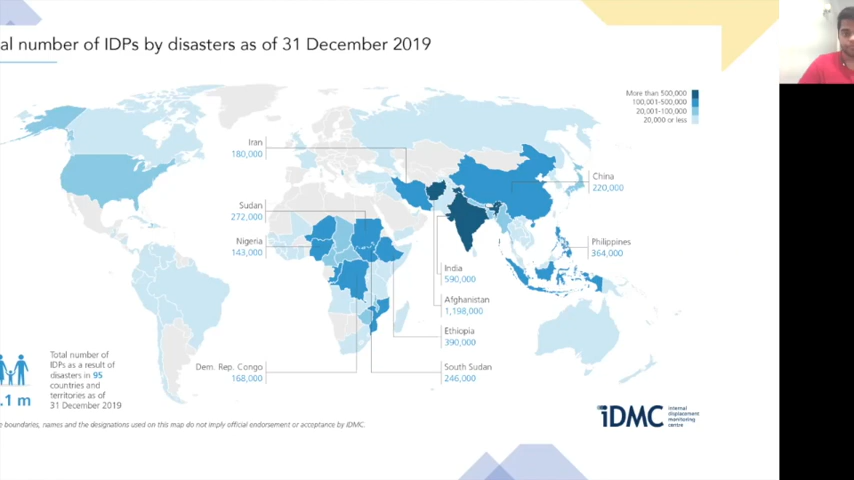 al number of IDPs by disasters as of 31 December 2019
More than 500,000
100,001-500,000
20,001-100,000
20,000 or less
Iran
180,000
China
220,000
Sudan
272,000
Nigeria
143,000
Philippines
364,000
India
590,000
Afghanistan
1,198,000
Ethiopia
390,000
Dem. Rep. Congo
168,000
South Sudan
246,000
Total number of
IDPs as a result of
disasters in 95
countries and
territories as of
31 December 2019
.1 m
iDMC
internal
displacement
monitoring
centre
e boundaries, names and the designations used on this map do not imply official endorsement or acceptance by IDMC.